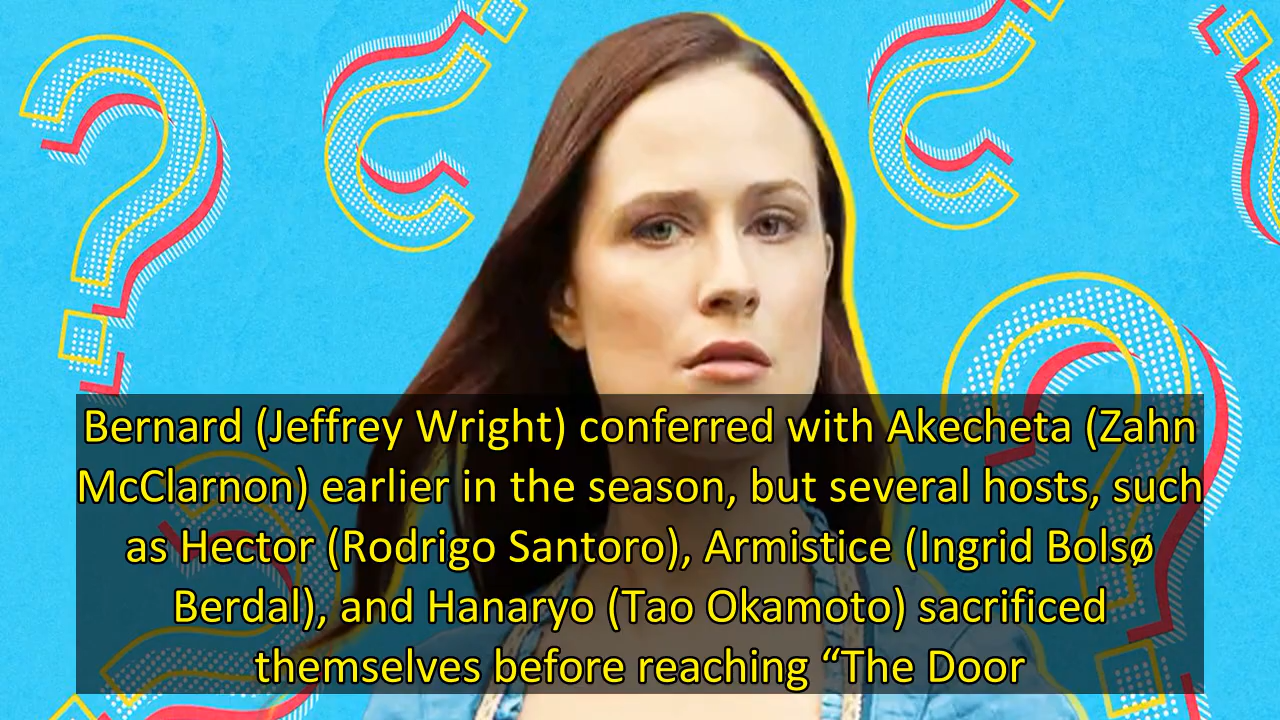 Bernard (Jeffrey Wright) conferred with Akecheta (Zahn
McClarnon) earlier in the season, but several hosts, such
as Hector (Rodrigo Santoro), Armistice (Ingrid Bolsø
Berdal), and Hanaryo (Tao Okamoto) sacrificed
themselves before reaching “The Door